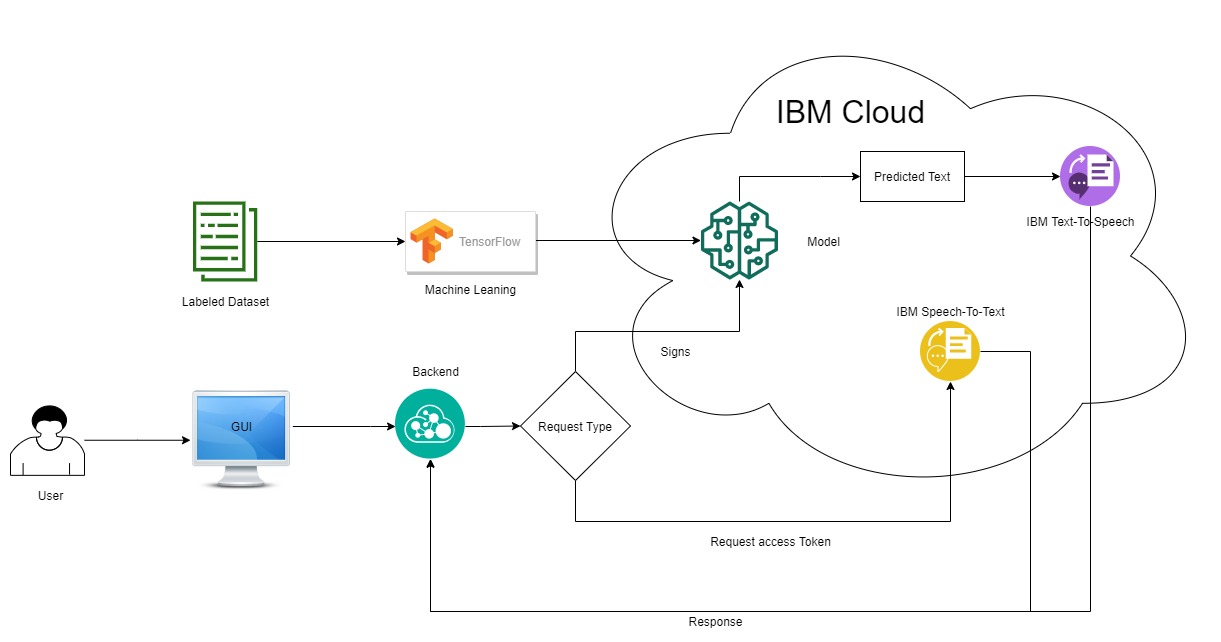 IBM Cloud
Predicted Text
IBM Text-To-Speech
TensorFlow
Model
Machine Leaning
Labeled Dataset
IBM Speech-To-Text
Signs
Backend
GUI
Request Type
User
Request access Token
Response